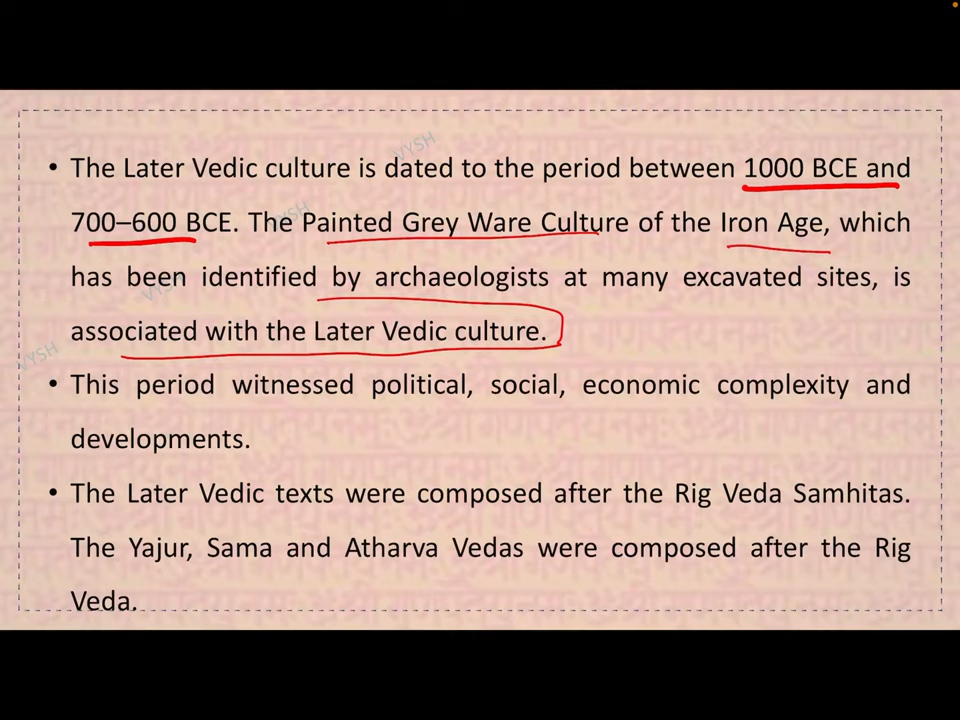 • The Later Vedic culture is dated to the period between 1000 BCE and
700–600 BCE. The Painted Grey Ware Culture of the Iron Age, which
has been identified by archaeologists at many excavated sites, is
associated with the Later Vedic culture.
• This period witnessed political, social, economic complexity and
developments.
• The Later Vedic texts were composed after the Rig Veda Samhitas.
The Yajur, Sama and Atharva Vedas were composed after the Rig
Veda.
VYSH
VYSH